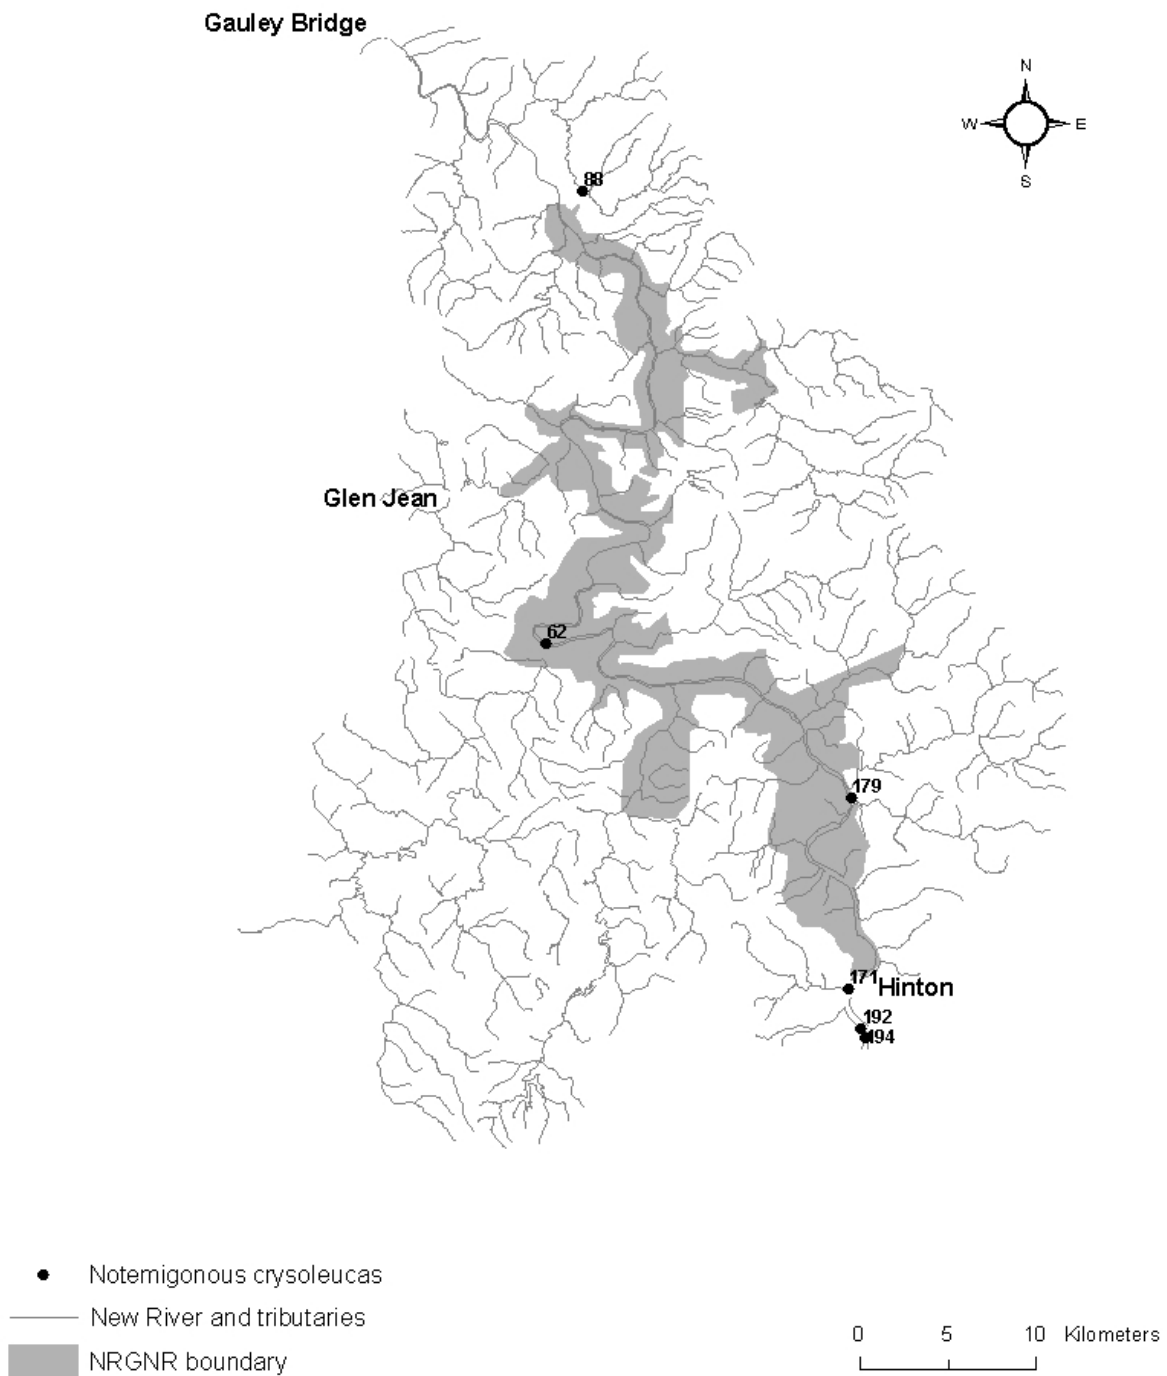 Gauley Bridge
N
W E
S
88
Glen Jean
62
179
171
Hinton
192
194
Notemigonous crysoleucas
New River and tributaries
0 5 10 Kilometers
NRGNR boundary